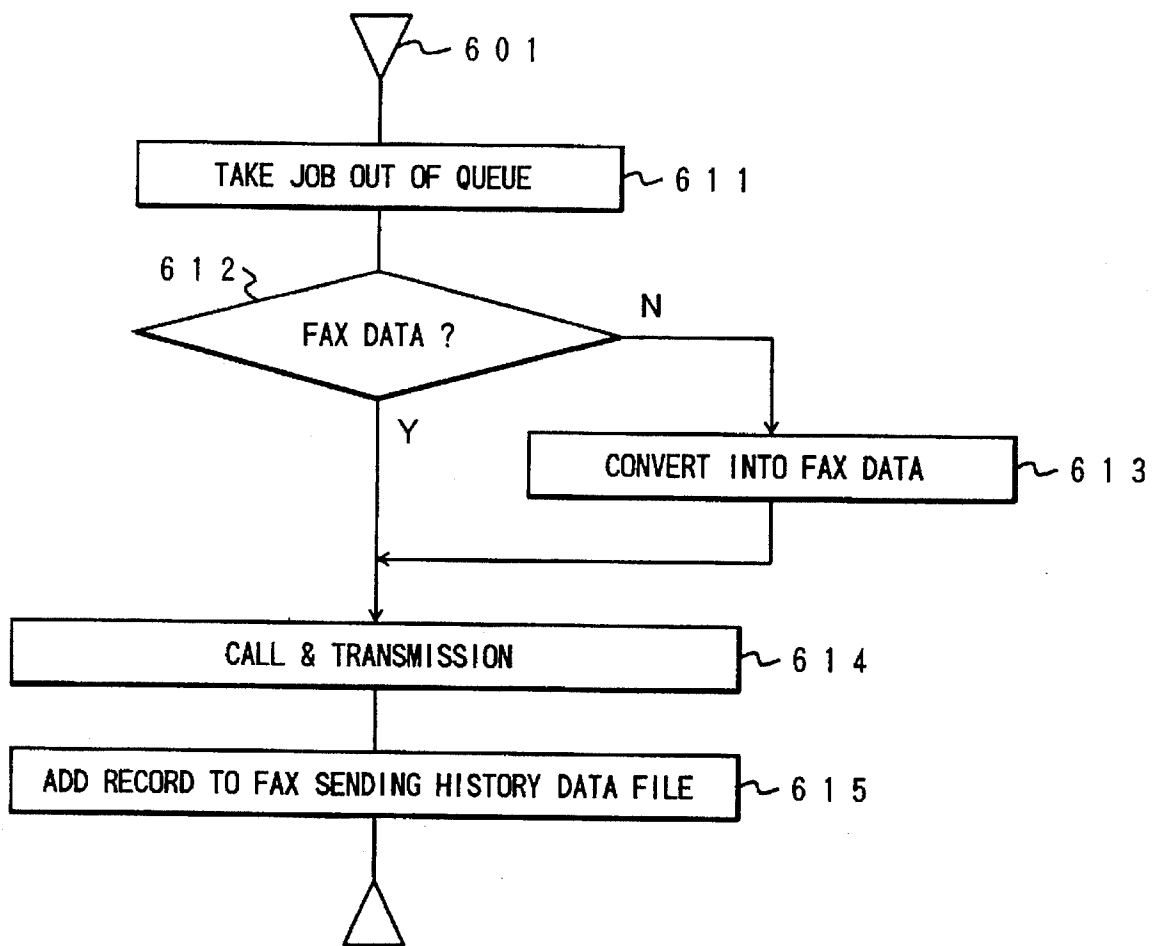 601
TAKE JOB OUT OF QUEUE
611
612
FAX DATA ?
N
Y
CONVERT INTO FAX DATA
613
CALL & TRANSMISSION
614
ADD RECORD TO FAX SENDING HISTORY DATA FILE
615